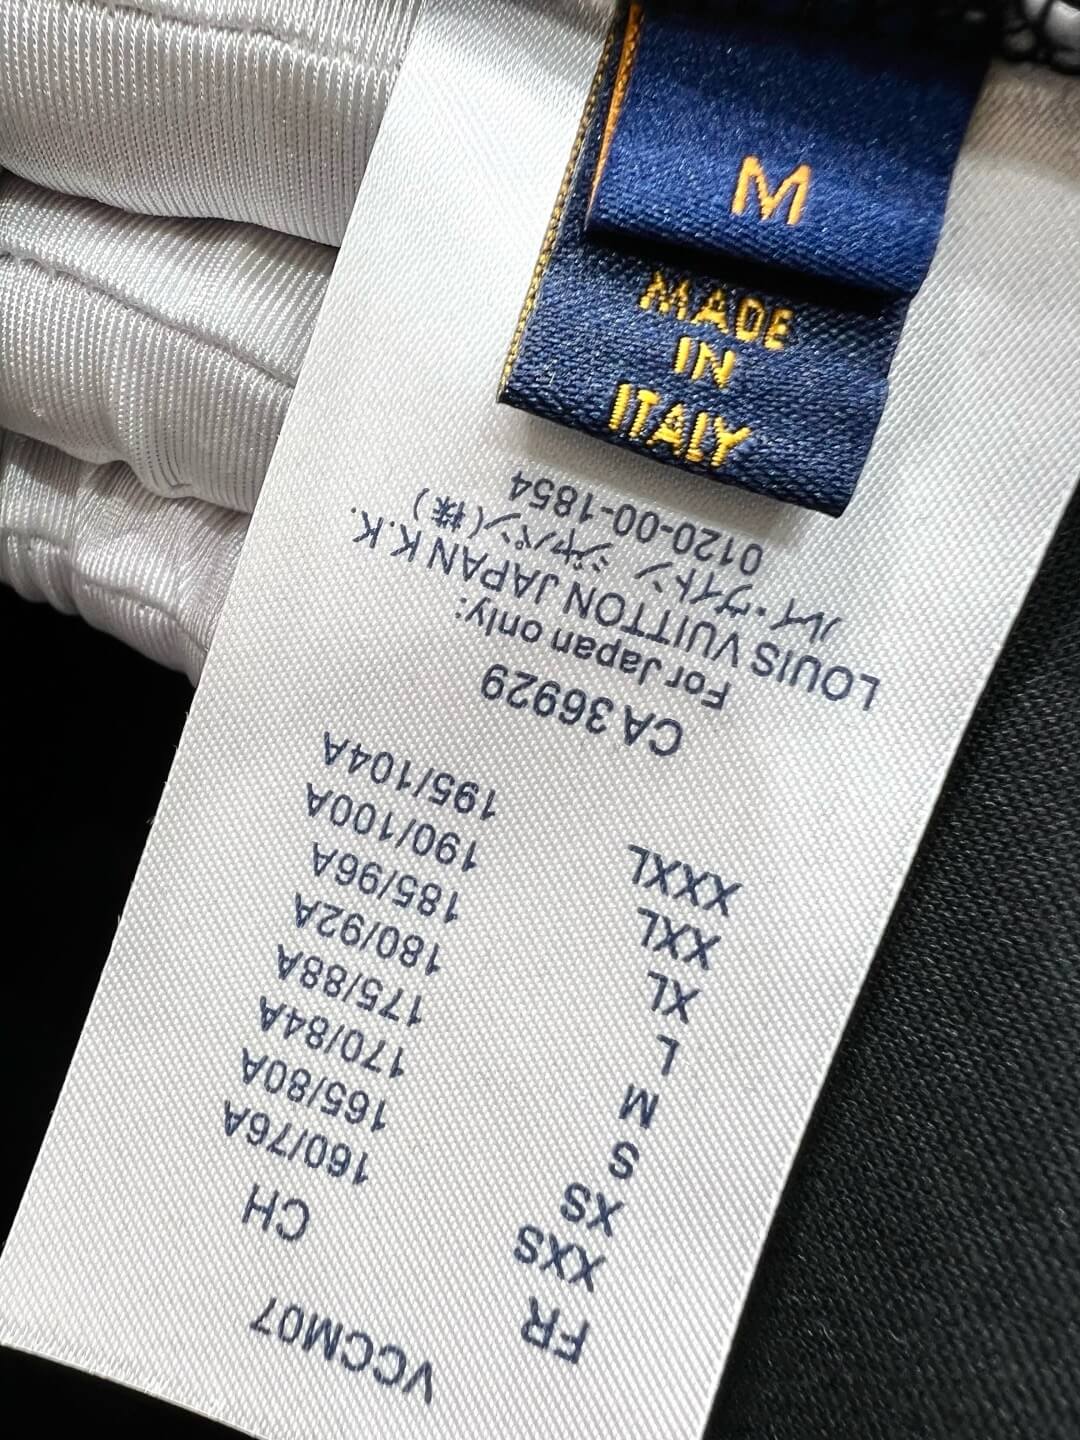 M
MADE
IN
ITALY
VCCM07
FR CH
XXS 160/76A
XS 165/80A
S 170/84A
M 175/88A
L 180/92A
XL 185/96A
XXL 190/100A
XXXL 195/104A
CA 36929
For Japan only:
LOUIS VUITTON JAPAN K.K.
ルイ・ヴィトン ジャパン(株)
0120-00-1854